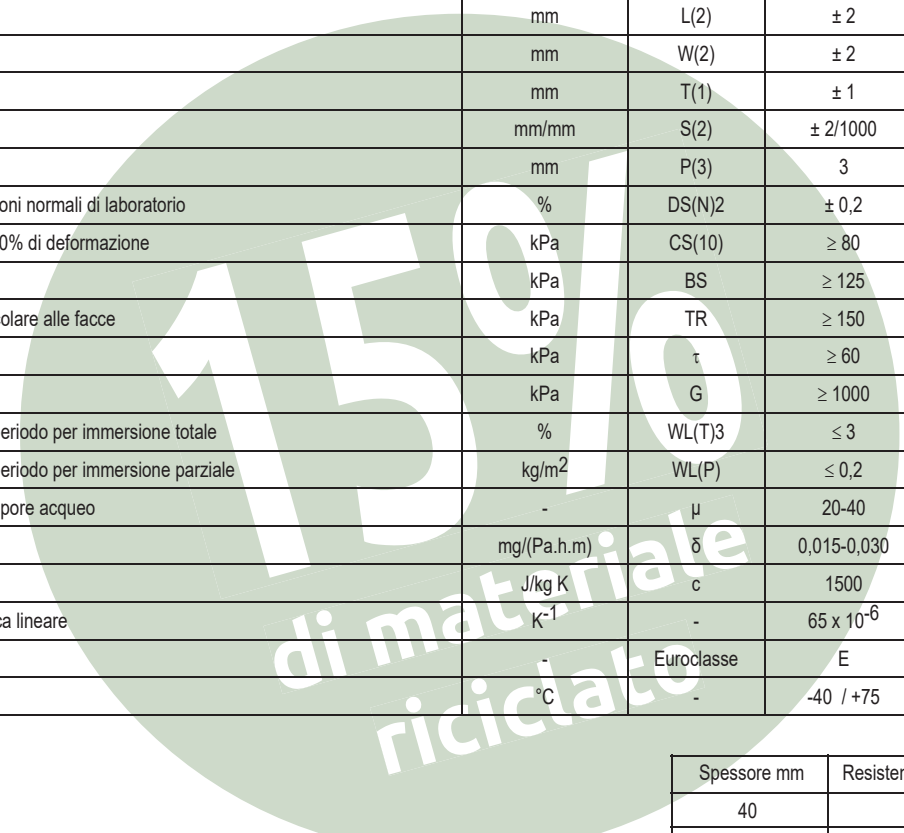 mm L(2) ± 2
mm W(2) ± 2
mm T(1) ± 1
mm/mm S(2) ± 2/1000
mm P(3) 3
oni normali di laboratorio % DS(N)2 ± 0,2
0% di deformazione kPa CS(10) ≥ 80
kPa BS ≥ 125
olare alle facce kPa TR ≥ 150
kPa τ ≥ 60
kPa G ≥ 1000
eriodo per immersione totale % WL(T)3 ≤ 3
eriodo per immersione parziale kg/m2 WL(P) ≤ 0,2
pore acqueo - μ 20-40
mg/(Pa.h.m) δ 0,015-0,030
J/kg K c 1500
ca lineare K-1 - 65 x 10-6
- Euroclasse E
°C - -40 / +75
15%
di materiale
riciclato
Spessore mm Resisten
40